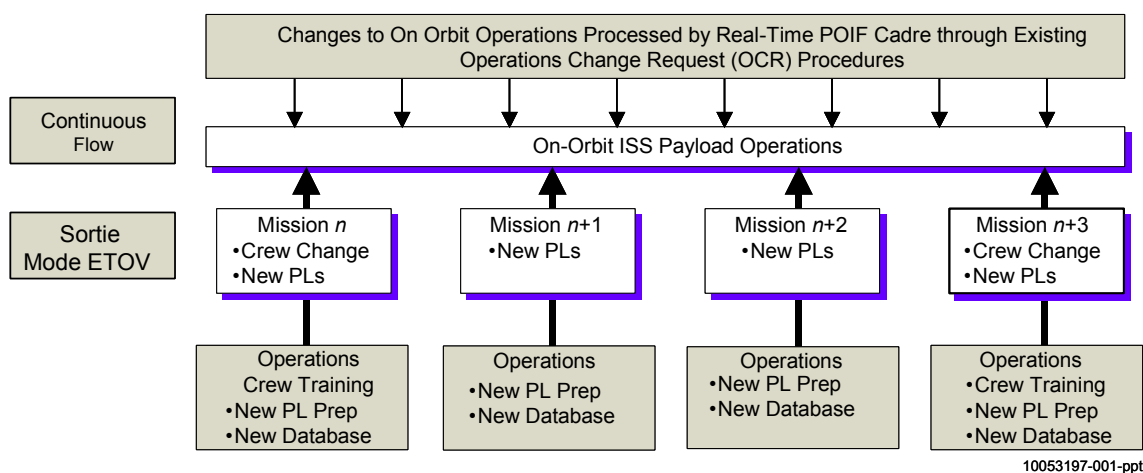 Changes to On Orbit Operations Processed by Real-Time POIF Cadre through Existing
Operations Change Request (OCR) Procedures
Continuous
Flow
On-Orbit ISS Payload Operations
Sortie
Mode ETOV
Mission n
•Crew Change
•New PLs
Mission n+1
•New PLs
Mission n+2
•New PLs
Mission n+3
•Crew Change
•New PLs
Operations
Crew Training
•New PL Prep
•New Database
Operations
•New PL Prep
•New Database
Operations
•New PL Prep
•New Database
Operations
•Crew Training
•New PL Prep
•New Database
10053197-001-ppt